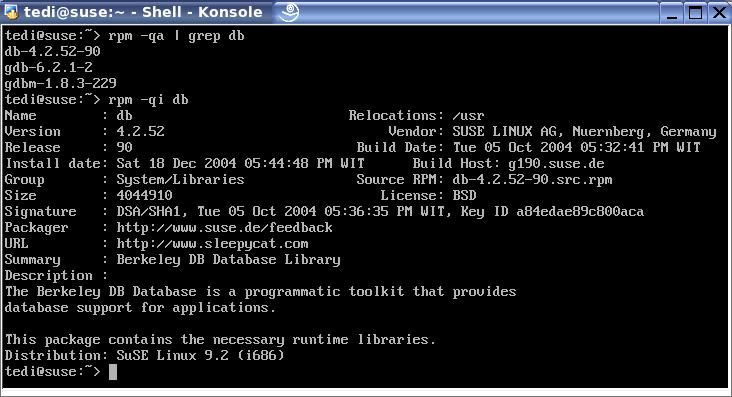 tedi@suse:~ - Shell - Konsole
tedi@suse:~> rpm -qa | grep db
db-4.2.52-90
gdb-6.2.1-2
gdbm-1.8.3-229
tedi@suse:~> rpm -qi db
Name        : db                           Relocations: /usr
Version     : 4.2.52                            Vendor: SUSE LINUX AG, Nuernberg, Germany
Release     : 90                            Build Date: Tue 05 Oct 2004 05:32:41 PM WIT
Install date: Sat 18 Dec 2004 05:44:48 PM WIT      Build Host: g190.suse.de
Group       : System/Libraries              Source RPM: db-4.2.52-90.src.rpm
Size        : 4044910                          License: BSD
Signature   : DSA/SHA1, Tue 05 Oct 2004 05:36:35 PM WIT, Key ID a84edae89c800aca
Packager    : http://www.suse.de/feedback
URL         : http://www.sleepycat.com
Summary     : Berkeley DB Database Library
Description :
The Berkeley DB Database is a programmatic toolkit that provides
database support for applications.
This package contains the necessary runtime libraries.
Distribution: SuSE Linux 9.2 (i686)
tedi@suse:~>